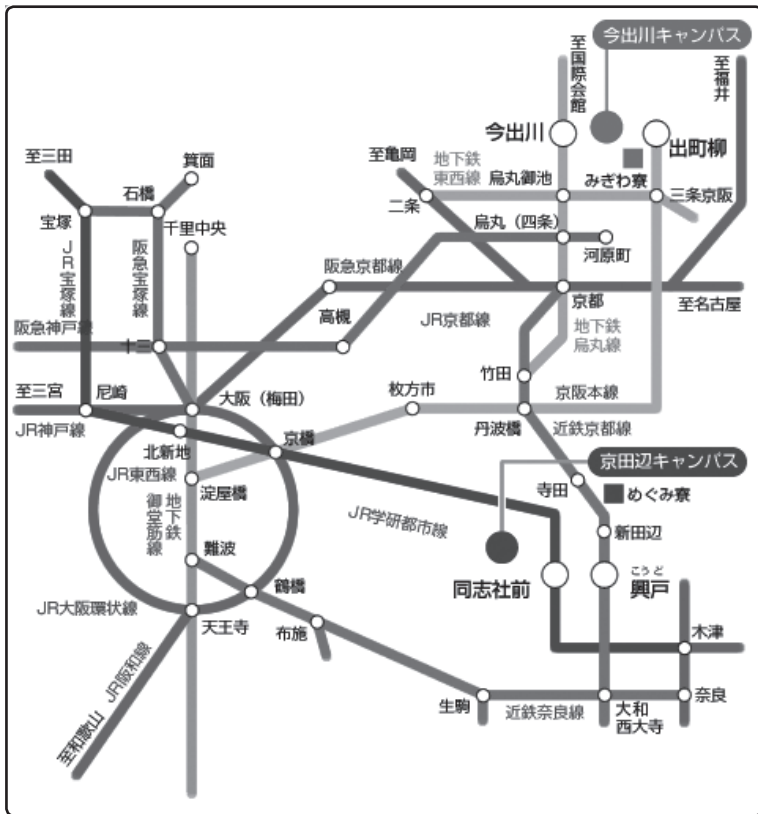 今出川キャンパス
至国際会館
至福井
今出川
出町柳
至三田
箕面
石橋
至亀岡
地下鉄
東西線
烏丸御池
みぎわ寮
三条京阪
宝塚
千里中央
二条
烏丸（四条）
河原町
JR宝塚線
阪急宝塚線
阪急京都線
京都
至名古屋
高槻
JR京都線
地下鉄
烏丸線
阪急神戸線
十三
竹田
至三宮
尼崎
大阪（梅田）
枚方市
京阪本線
JR神戸線
丹波橋
近鉄京都線
北新地
京橋
京田辺キャンパス
JR東西線
淀屋橋
寺田
めぐみ寮
地下鉄
御堂筋線
JR学研都市線
難波
新田辺
鶴橋
同志社前
こうど
興戸
JR大阪環状線
天王寺
布施
木津
JR阪和線
至和歌山
生駒
近鉄奈良線
大和
西大寺
奈良